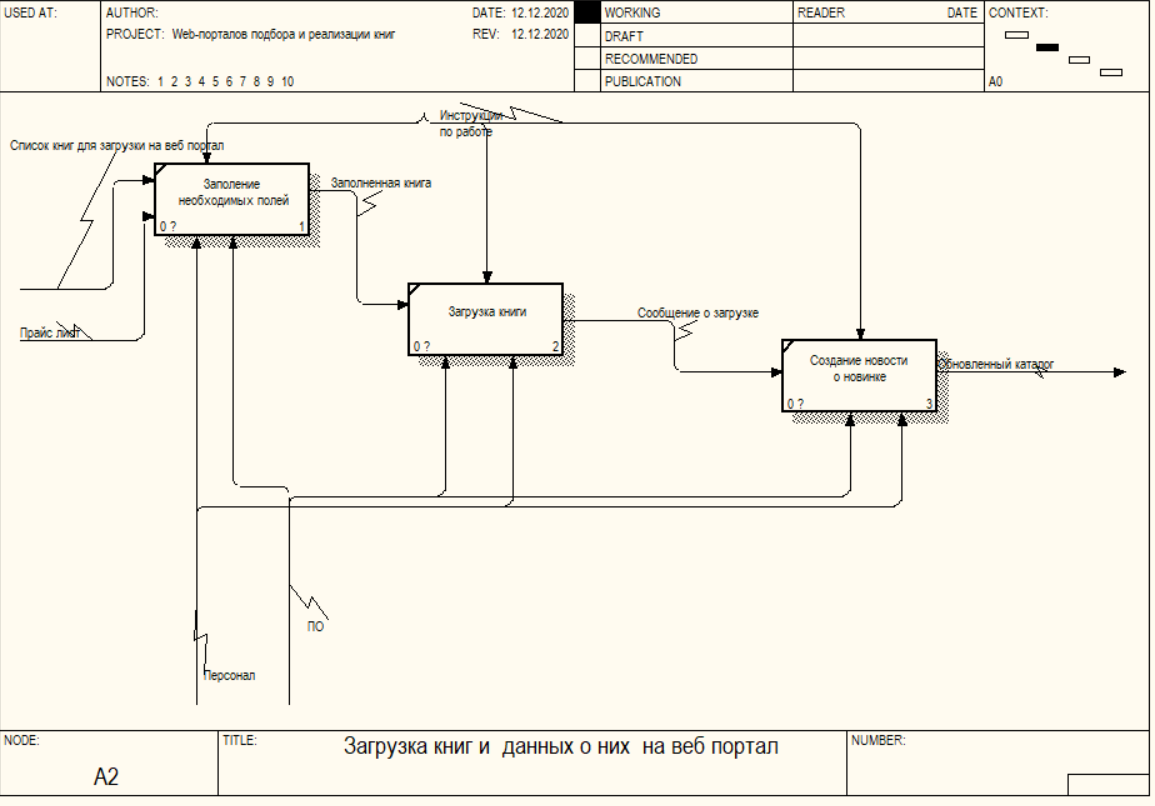 USED AT:
AUTHOR:
DATE: 12.12.2020
PROJECT: Web-порталов подбора и реализации книг
REV: 12.12.2020
NOTES: 1 2 3 4 5 6 7 8 9 10
WORKING
DRAFT
RECOMMENDED
PUBLICATION
READER
DATE
CONTEXT:
A0
Инструкции
по работе
Список книг для загрузки на веб портал
Заполение
необходимых полей
0 ?
1
Заполненная книга
Прайс лист
Загрузка книги
0 ?
2
Сообщение о загрузке
Создание новости
о новинке
0 ?
3
Обновленный каталог
ПО
Персонал
NODE:
A2
TITLE:
Загрузка книг и данных о них на веб портал
NUMBER: